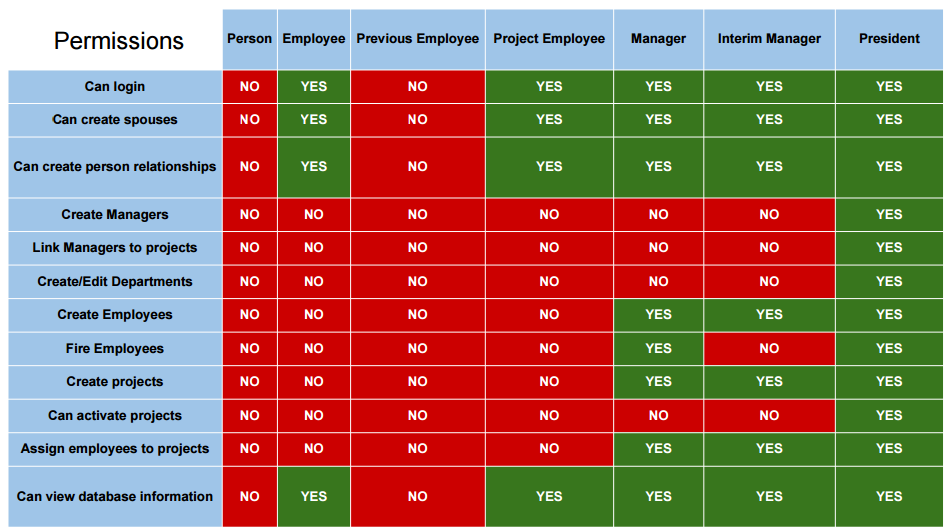 Permissions Person Employee Previous Employee Project Employee Manager Interim Manager President
Can login NO YES NO YES YES YES YES
Can create spouses NO YES NO YES YES YES YES
Can create person relationships NO YES NO YES YES YES YES
Create Managers NO NO NO NO NO NO YES
Link Managers to projects NO NO NO NO NO NO YES
Create/Edit Departments NO NO NO NO NO NO YES
Create Employees NO NO NO NO YES YES YES
Fire Employees NO NO NO NO YES NO YES
Create projects NO NO NO NO YES YES YES
Can activate projects NO NO NO NO NO NO YES
Assign employees to projects NO NO NO NO YES YES YES
Can view database information NO YES NO YES YES YES YES